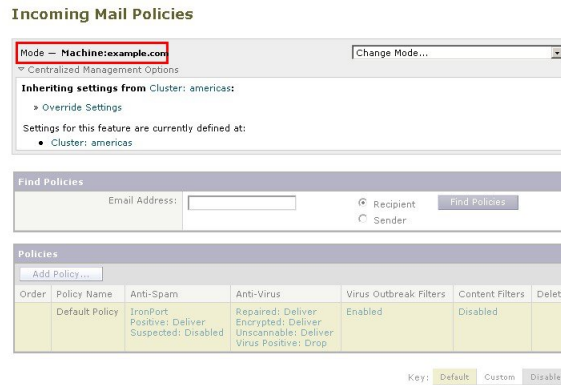 Incoming Mail Policies
Mode — Machine:example.com Change Mode...
Centralized Management Options
Inheriting settings from Cluster: americas:
» Override Settings
Settings for this feature are currently defined at:
• Cluster: americas
Find Policies
Email Address: Recipient Find Policies
Sender
Policies
Add Policy...
Order Policy Name Anti-Spam Anti-Virus Virus Outbreak Filters Content Filters Delet
Default Policy IronPort Repaired: Deliver Enabled Disabled
Positive: Deliver Encrypted: Deliver
Suspected: Disabled Unscannable: Deliver
Virus Positive: Drop
Key: Default Custom Disable